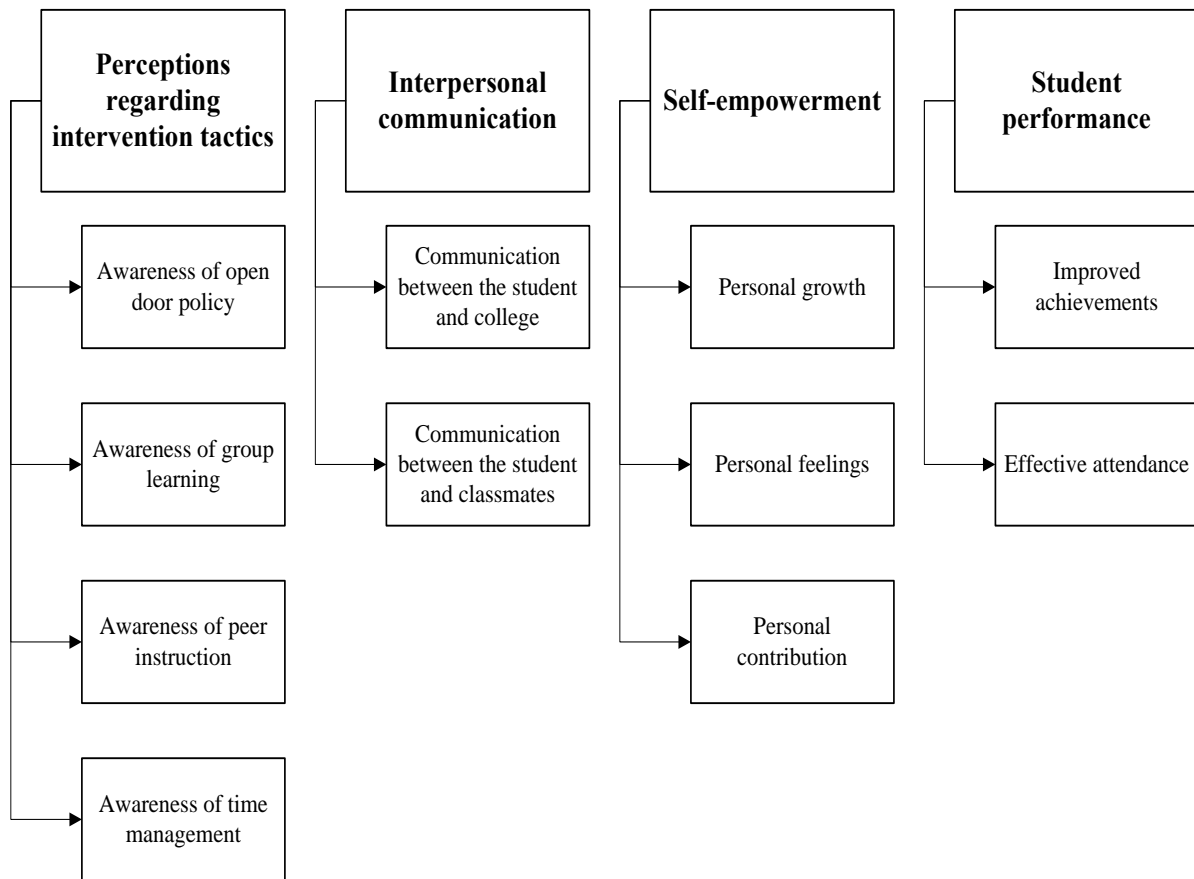 Perceptions
regarding
intervention tactics
Awareness of open
door policy
Awareness of group
learning
Awareness of peer
instruction
Awareness of time
management
Interpersonal
communication
Communication
between the student
and college
Communication
between the student
and classmates
Self-empowerment
Personal growth
Personal feelings
Personal
contribution
Student
performance
Improved
achievements
Effective attendance